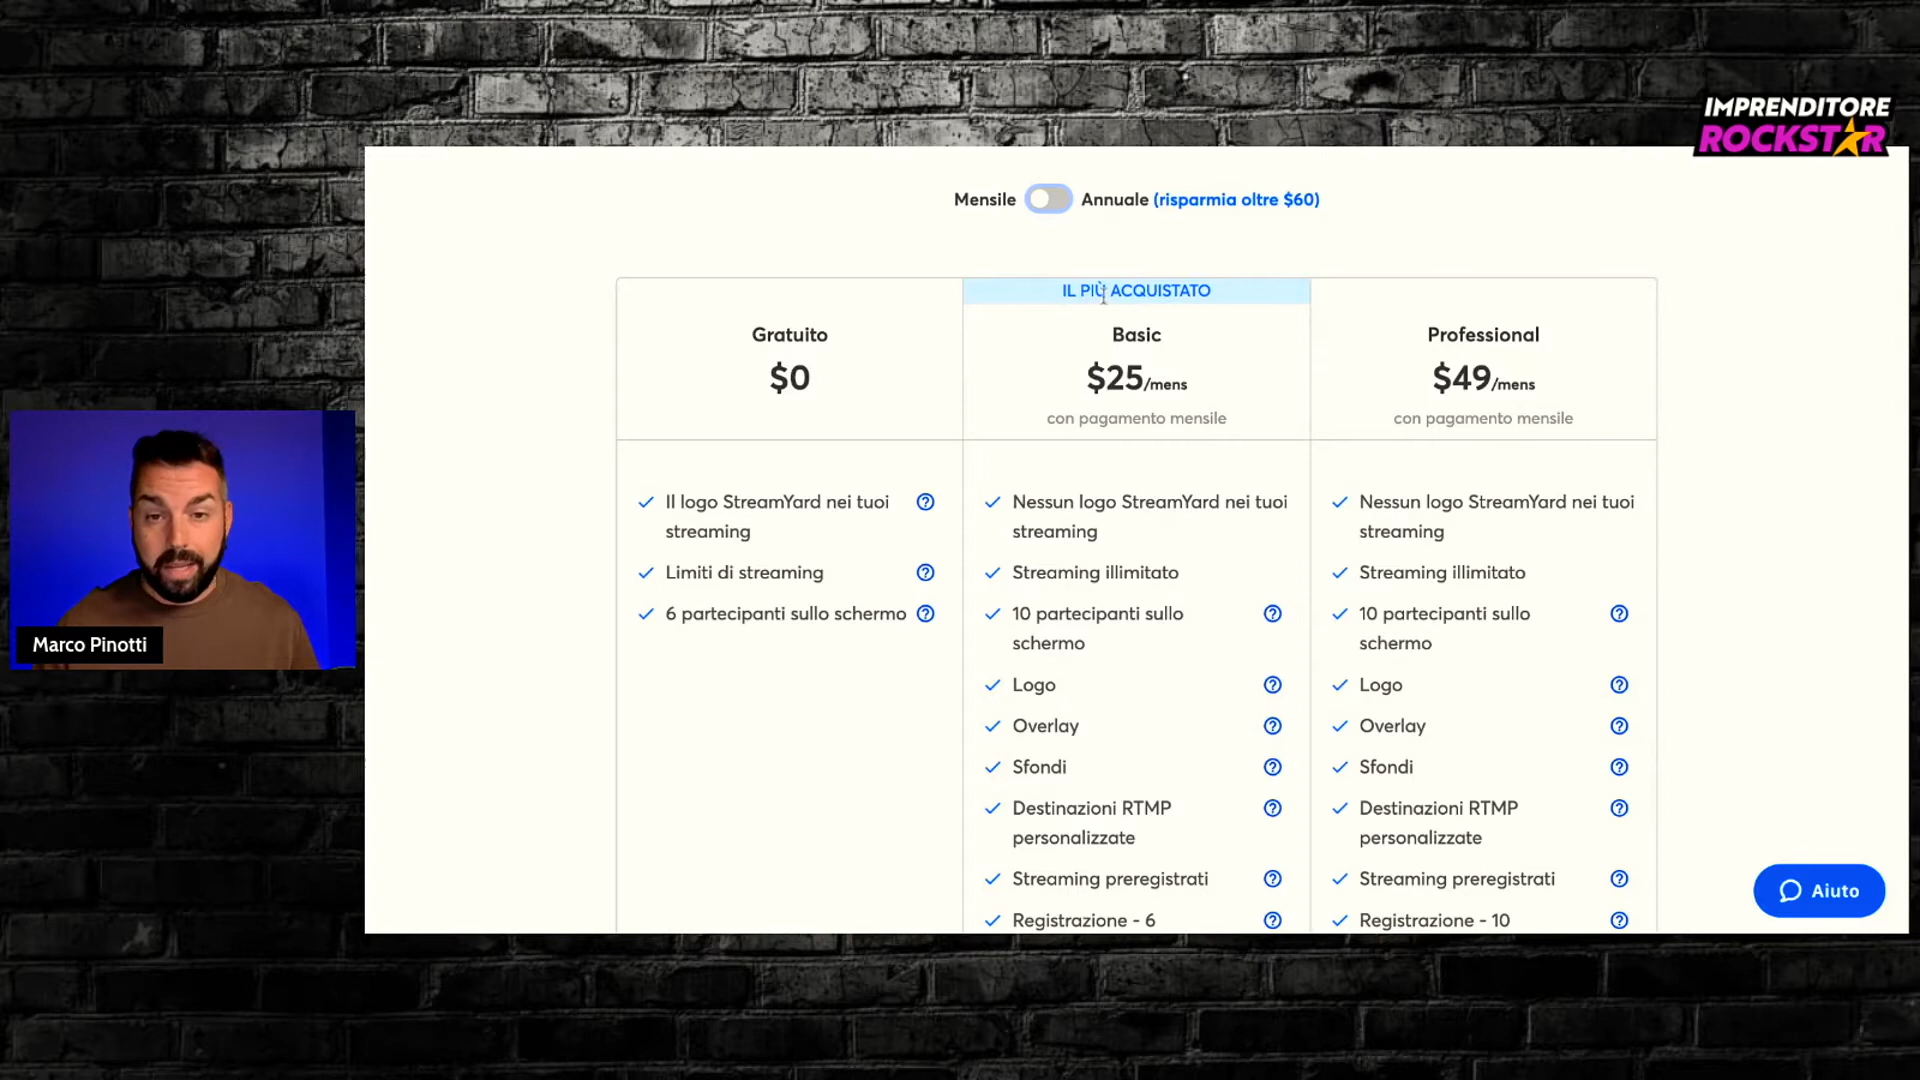 IMPRENDITORE
ROCKSTAR
Mensile
Annuale (risparmia oltre $60)
IL PIÙ ACQUISTATO
Gratuito
$0
Basic
$25/mens
con pagamento mensile
Professional
$49/mens
con pagamento mensile
Il logo StreamYard nei tuoi
streaming
Limiti di streaming
6 partecipanti sullo schermo
Nessun logo StreamYard nei tuoi
streaming
Streaming illimitato
10 partecipanti sullo
schermo
Logo
Overlay
Sfondi
Destinazioni RTMP
personalizzate
Streaming preregistrati
Registrazione - 6
Nessun logo StreamYard nei tuoi
streaming
Streaming illimitato
10 partecipanti sullo
schermo
Logo
Overlay
Sfondi
Destinazioni RTMP
personalizzate
Streaming preregistrati
Registrazione - 10
Marco Pinotti
Aiuto